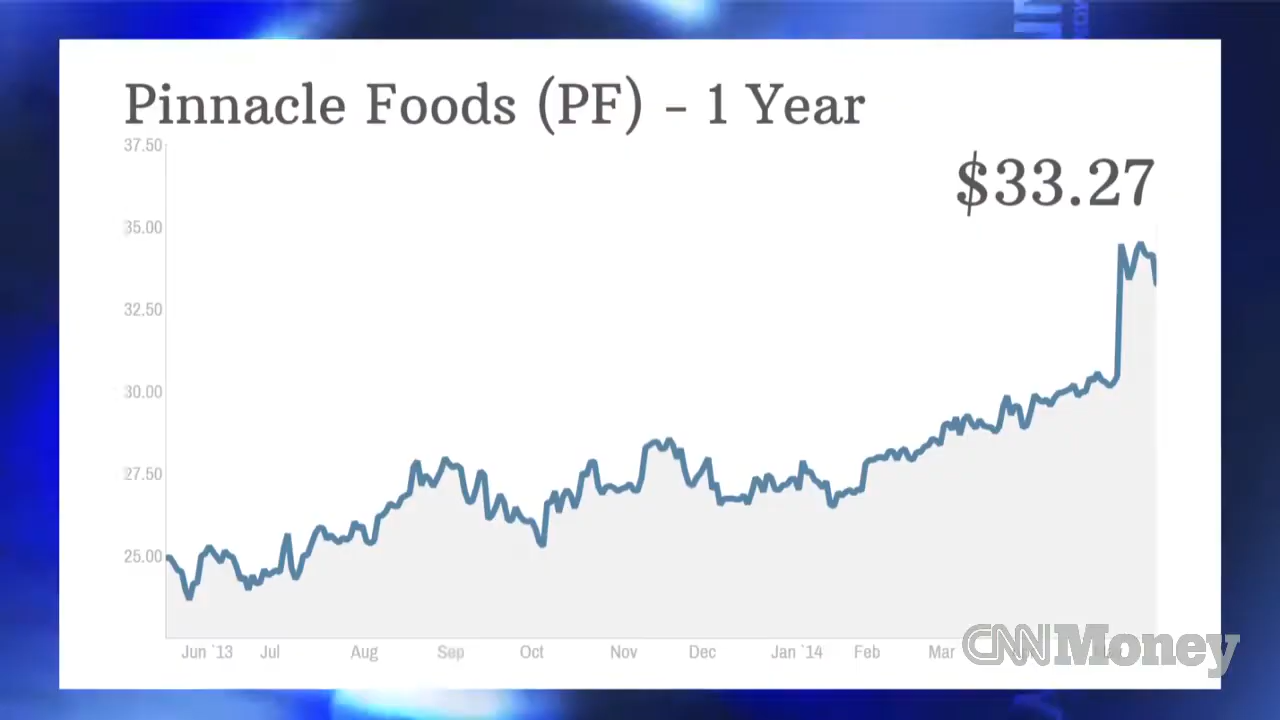 Pinnacle Foods (PF) - 1 Year
37.50
$33.27
35.00
32.50
30.00
27.50
25.00
Jun `13 Jul Aug Sep Oct Nov Dec Jan `14 Feb Mar
CNNMoney